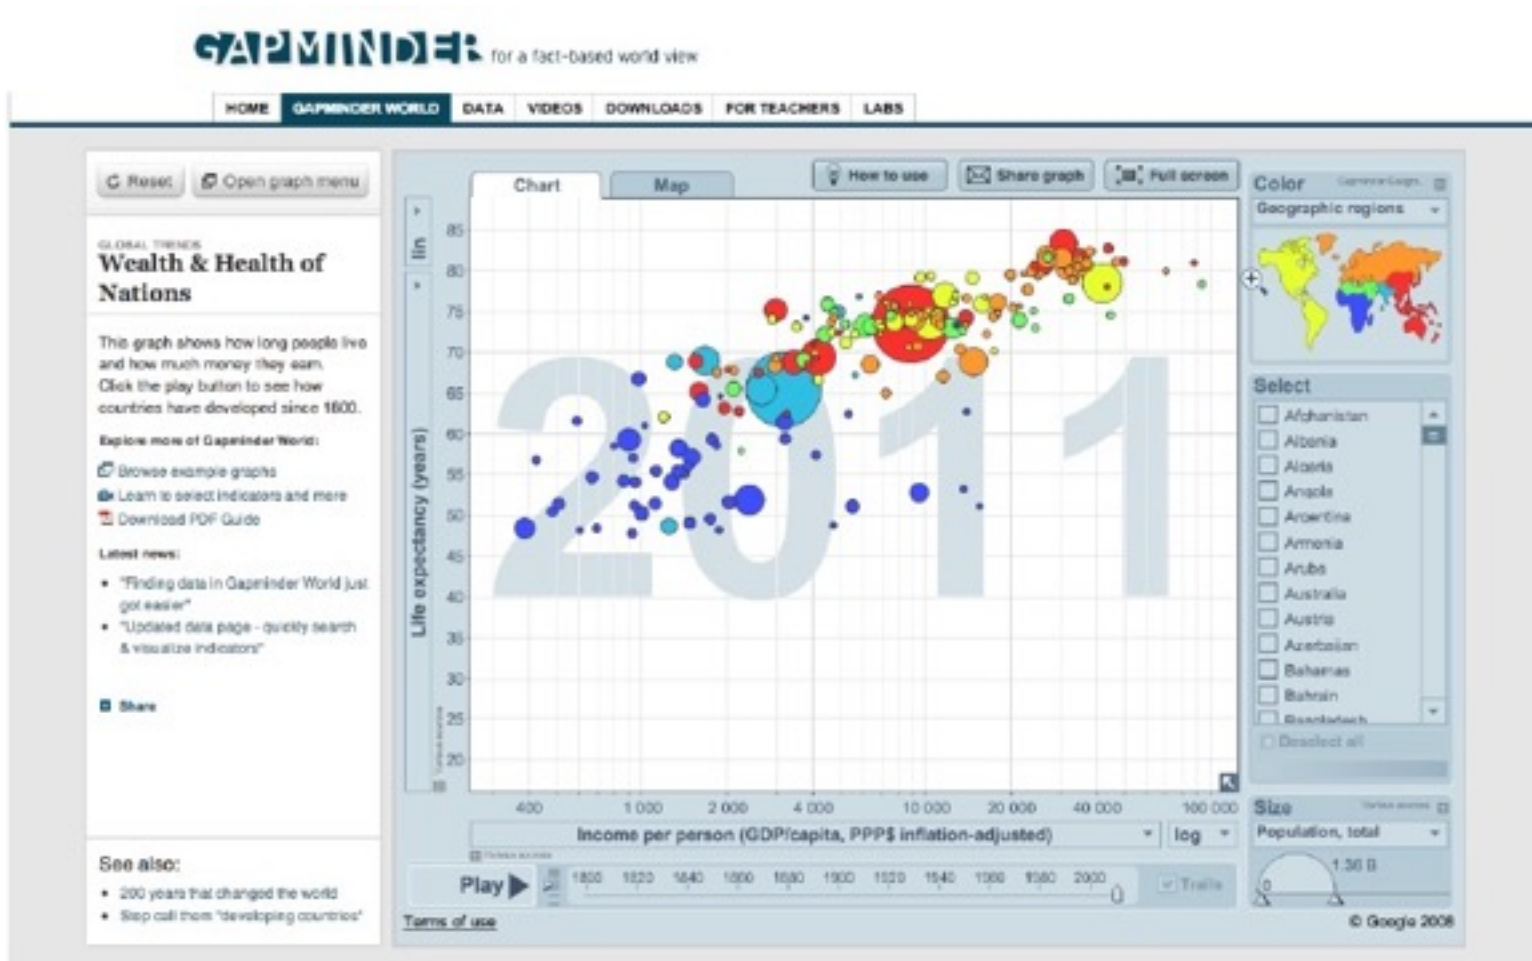 GAPMINDER for a fact-based world view
HOME GAPMINDER WORLD DATA VIDEOS DOWNLOADS FOR TEACHERS LABS
Reset Open graph menu
GLOBAL TRENDS
Wealth & Health of
Nations
This graph shows how long people live
and how much money they earn.
Click the play button to see how
countries have developed since 1800.
Explore more of Gapminder World:
Browse example graphs
Learn to select indicators and more
Download PDF Guide
Latest news:
• "Finding data in Gapminder World just
got easier"
• "Updated data page - quickly search
& visualize indicators"
Share
See also:
• 200 years that changed the world
• Stop call them "developing countries"
Chart Map How to use Share graph Full screen
lin
Life expectancy (years)
85
80
75
70
65
60
55
50
45
40
35
30
25
20
2011
400 1 000 2 000 4 000 10 000 20 000 40 000 100 000
Income per person (GDP/capita, PPP$ inflation-adjusted) log
Play 1800 1820 1840 1860 1880 1900 1920 1940 1960 1980 2000 Trails
Terms of use
Color
Geographic regions
Select
Afghanistan
Albania
Algeria
Angola
Argentina
Armenia
Aruba
Australia
Austria
Azerbaijan
Bahamas
Bahrain
Bangladesh
Deselect all
Size
Population, total
1.36 B
0
© Google 2008